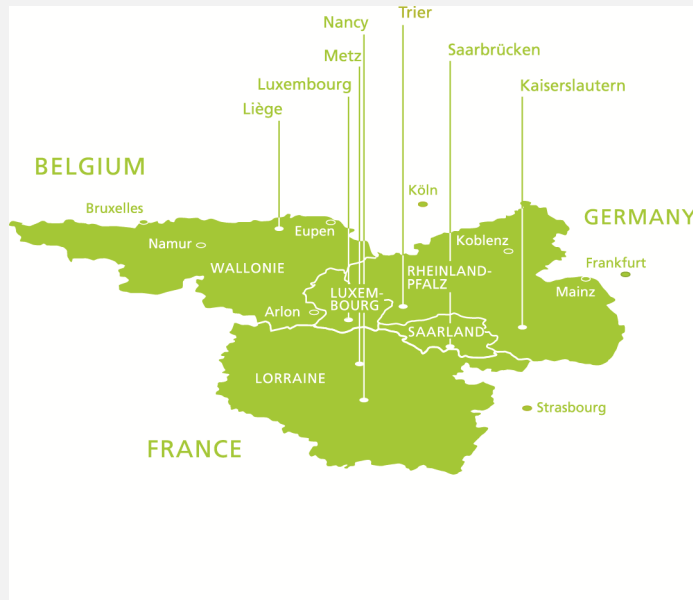 Nancy
Trier
Metz
Saarbrücken
Luxembourg
Kaiserslautern
Liège
BELGIUM
Köln
Bruxelles
GERMANY
Eupen
Namur
Koblenz
Frankfurt
WALLONIE
RHEINLAND-
PFALZ
Mainz
LUXEM-
BOURG
Arlon
SAARLAND
LORRAINE
Strasbourg
FRANCE